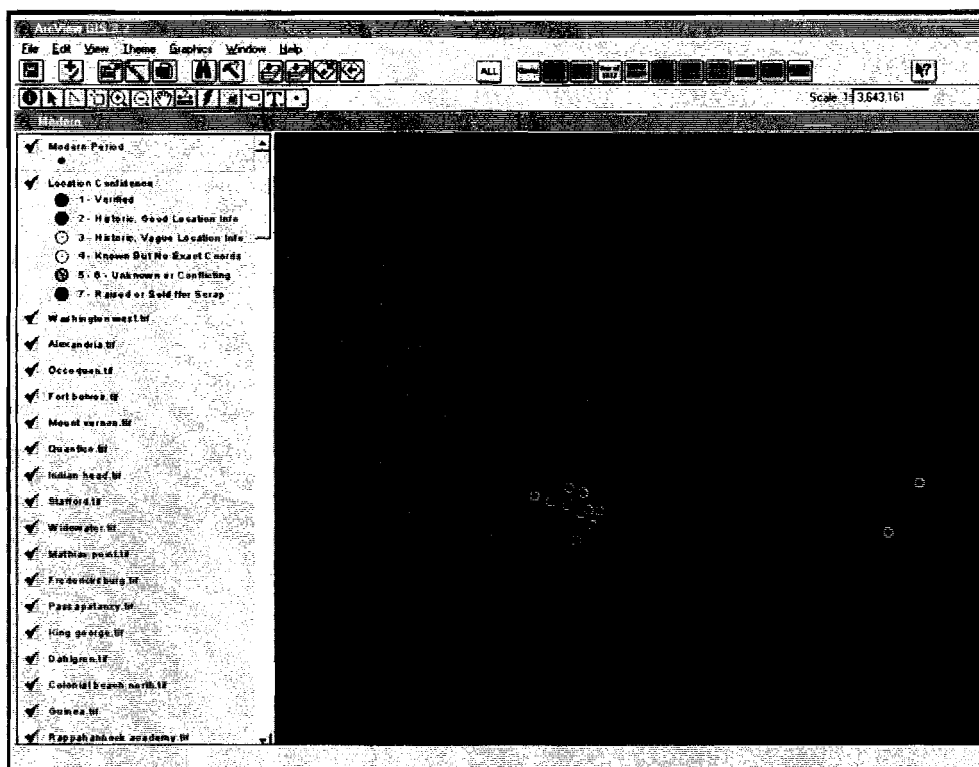 ArcView GIS
File Edit View Theme Graphics Window Help
ALL
Scale 1: 3,643,161
Modern
Modern Period
Location Confidence
1 - Verified
2 - Historic, Good Location Info
3 - Historic, Vague Location Info
4 - Known But No Exact Coords
5 - 6 - Unknown or Conflicting
7 - Raised or Sold ffor Scrap
Washington west.tif
Alexandria.tif
Occoquan.tif
Fort belvoir.tif
Mount vernon.tif
Quantico.tif
Indian head.tif
Stafford.tif
Widewater.tif
Mathias point.tif
Fredericksburg.tif
Passapatanzy.tif
King george.tif
Dahlgren.tif
Colonial beach north.tif
Guinea.tif
Rappahannock academy.tif